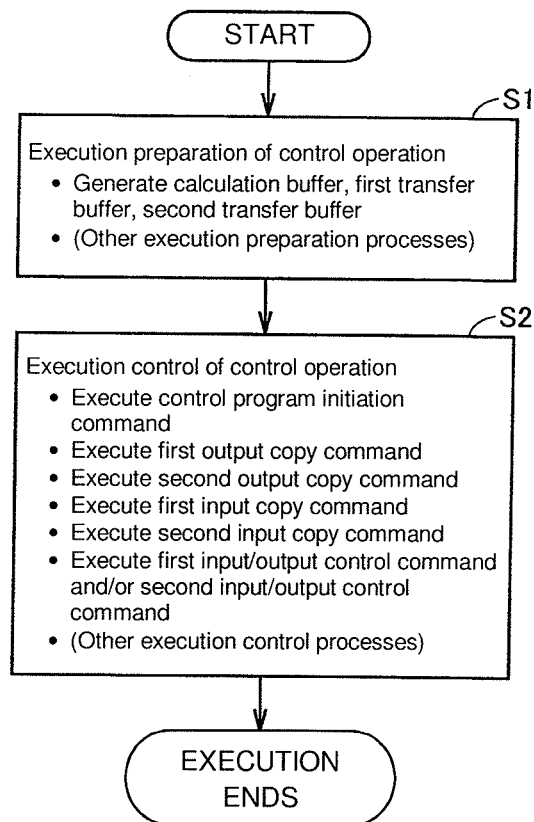 START
S1
Execution preparation of control operation
• Generate calculation buffer, first transfer
buffer, second transfer buffer
• (Other execution preparation processes)
S2
Execution control of control operation
• Execute control program initiation
command
• Execute first output copy command
• Execute second output copy command
• Execute first input copy command
• Execute second input copy command
• Execute first input/output control command
and/or second input/output control
command
• (Other execution control processes)
EXECUTION
ENDS